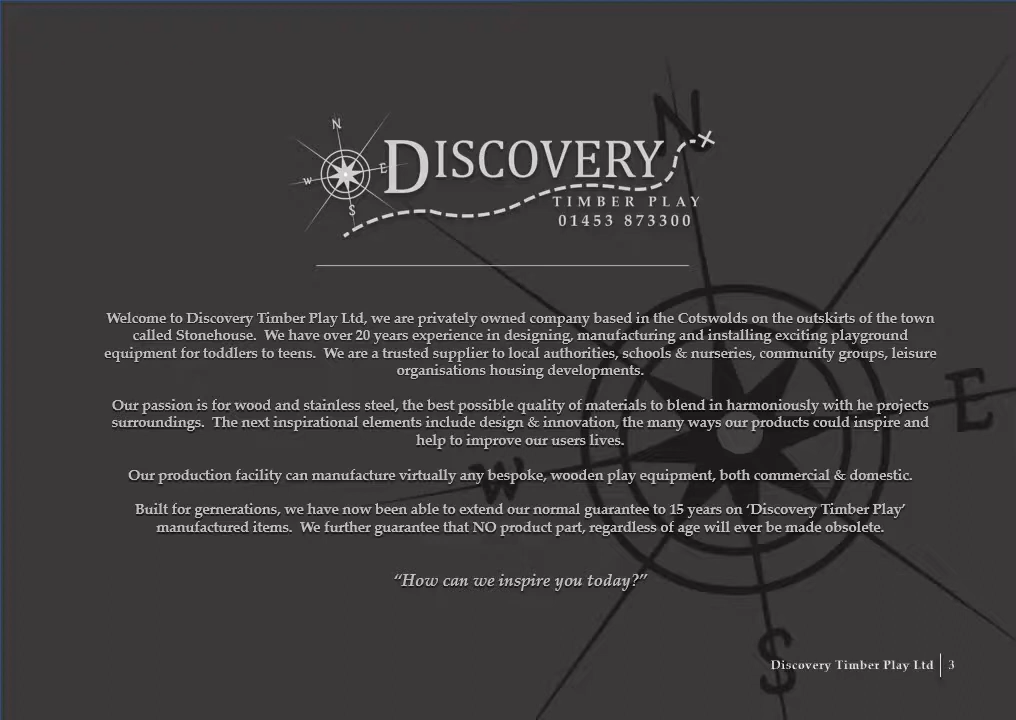 N
N
W
E
S
DISCOVERY
TIMBER PLAY
01453 873300
Welcome to Discovery Timber Play Ltd, we are privately owned company based in the Cotswolds on the outskirts of the town
called Stonehouse.  We have over 20 years experience in designing, manufacturing and installing exciting playground
equipment for toddlers to teens.  We are a trusted supplier to local authorities, schools & nurseries, community groups, leisure
organisations housing developments.
Our passion is for wood and stainless steel, the best possible quality of materials to blend in harmoniously with he projects
surroundings.  The next inspirational elements include design & innovation, the many ways our products could inspire and
help to improve our users lives.
E
W
Our production facility can manufacture virtually any bespoke, wooden play equipment, both commercial & domestic.
Built for gernerations, we have now been able to extend our normal guarantee to 15 years on ‘Discovery Timber Play’
manufactured items.  We further guarantee that NO product part, regardless of age will ever be made obsolete.
“How can we inspire you today?”
S
Discovery Timber Play Ltd | 3